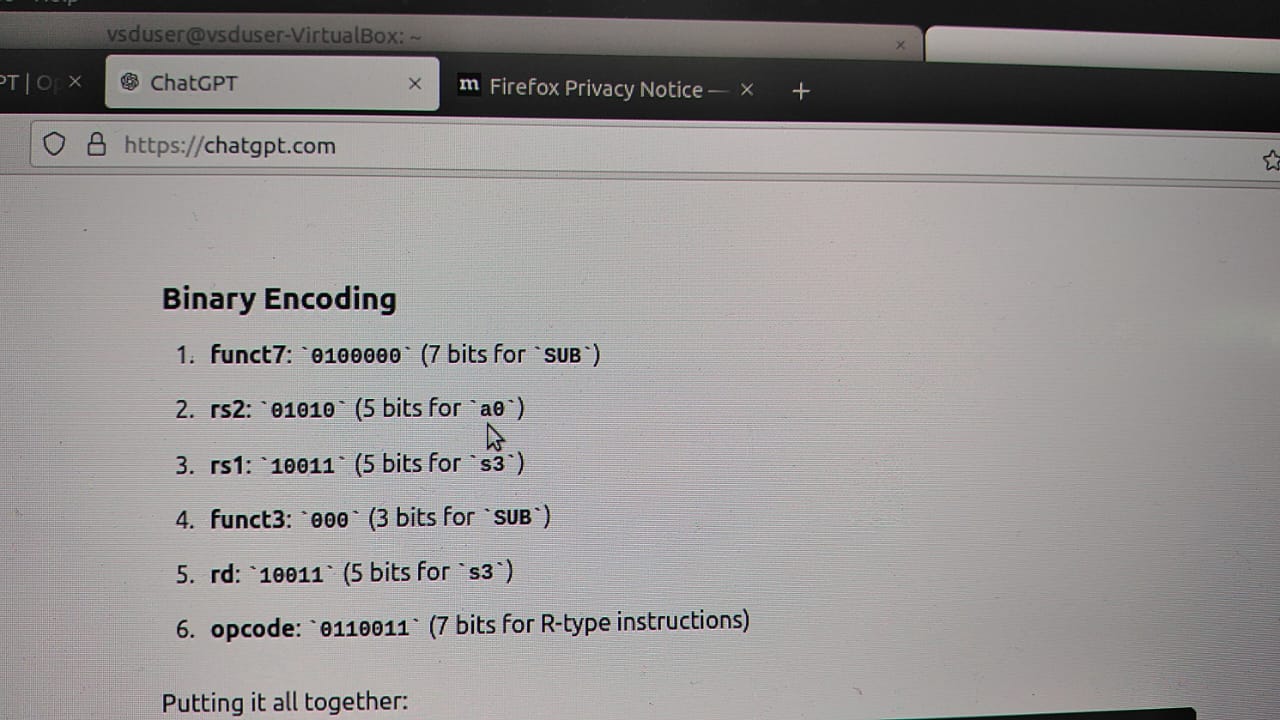 vsduser@vsduser-VirtualBox: ~ ×
PT | Op × ChatGPT × m Firefox Privacy Notice — × +
https://chatgpt.com
Binary Encoding
1. funct7: `0100000` (7 bits for `SUB`)
2. rs2: `01010` (5 bits for `a0`)
3. rs1: `10011` (5 bits for `s3`)
4. funct3: `000` (3 bits for `SUB`)
5. rd: `10011` (5 bits for `s3`)
6. opcode: `0110011` (7 bits for R-type instructions)
Putting it all together: